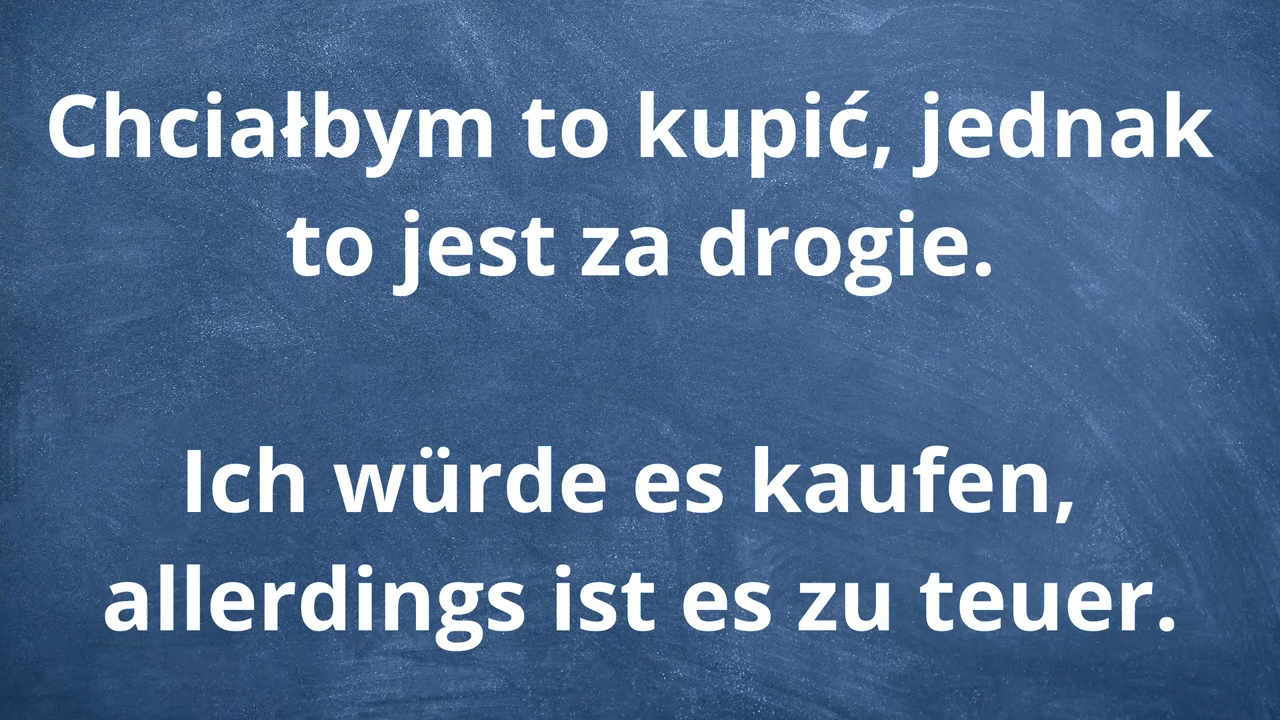 Chciałbym to kupić, jednak
to jest za drogie.
Ich würde es kaufen,
allerdings ist es zu teuer.